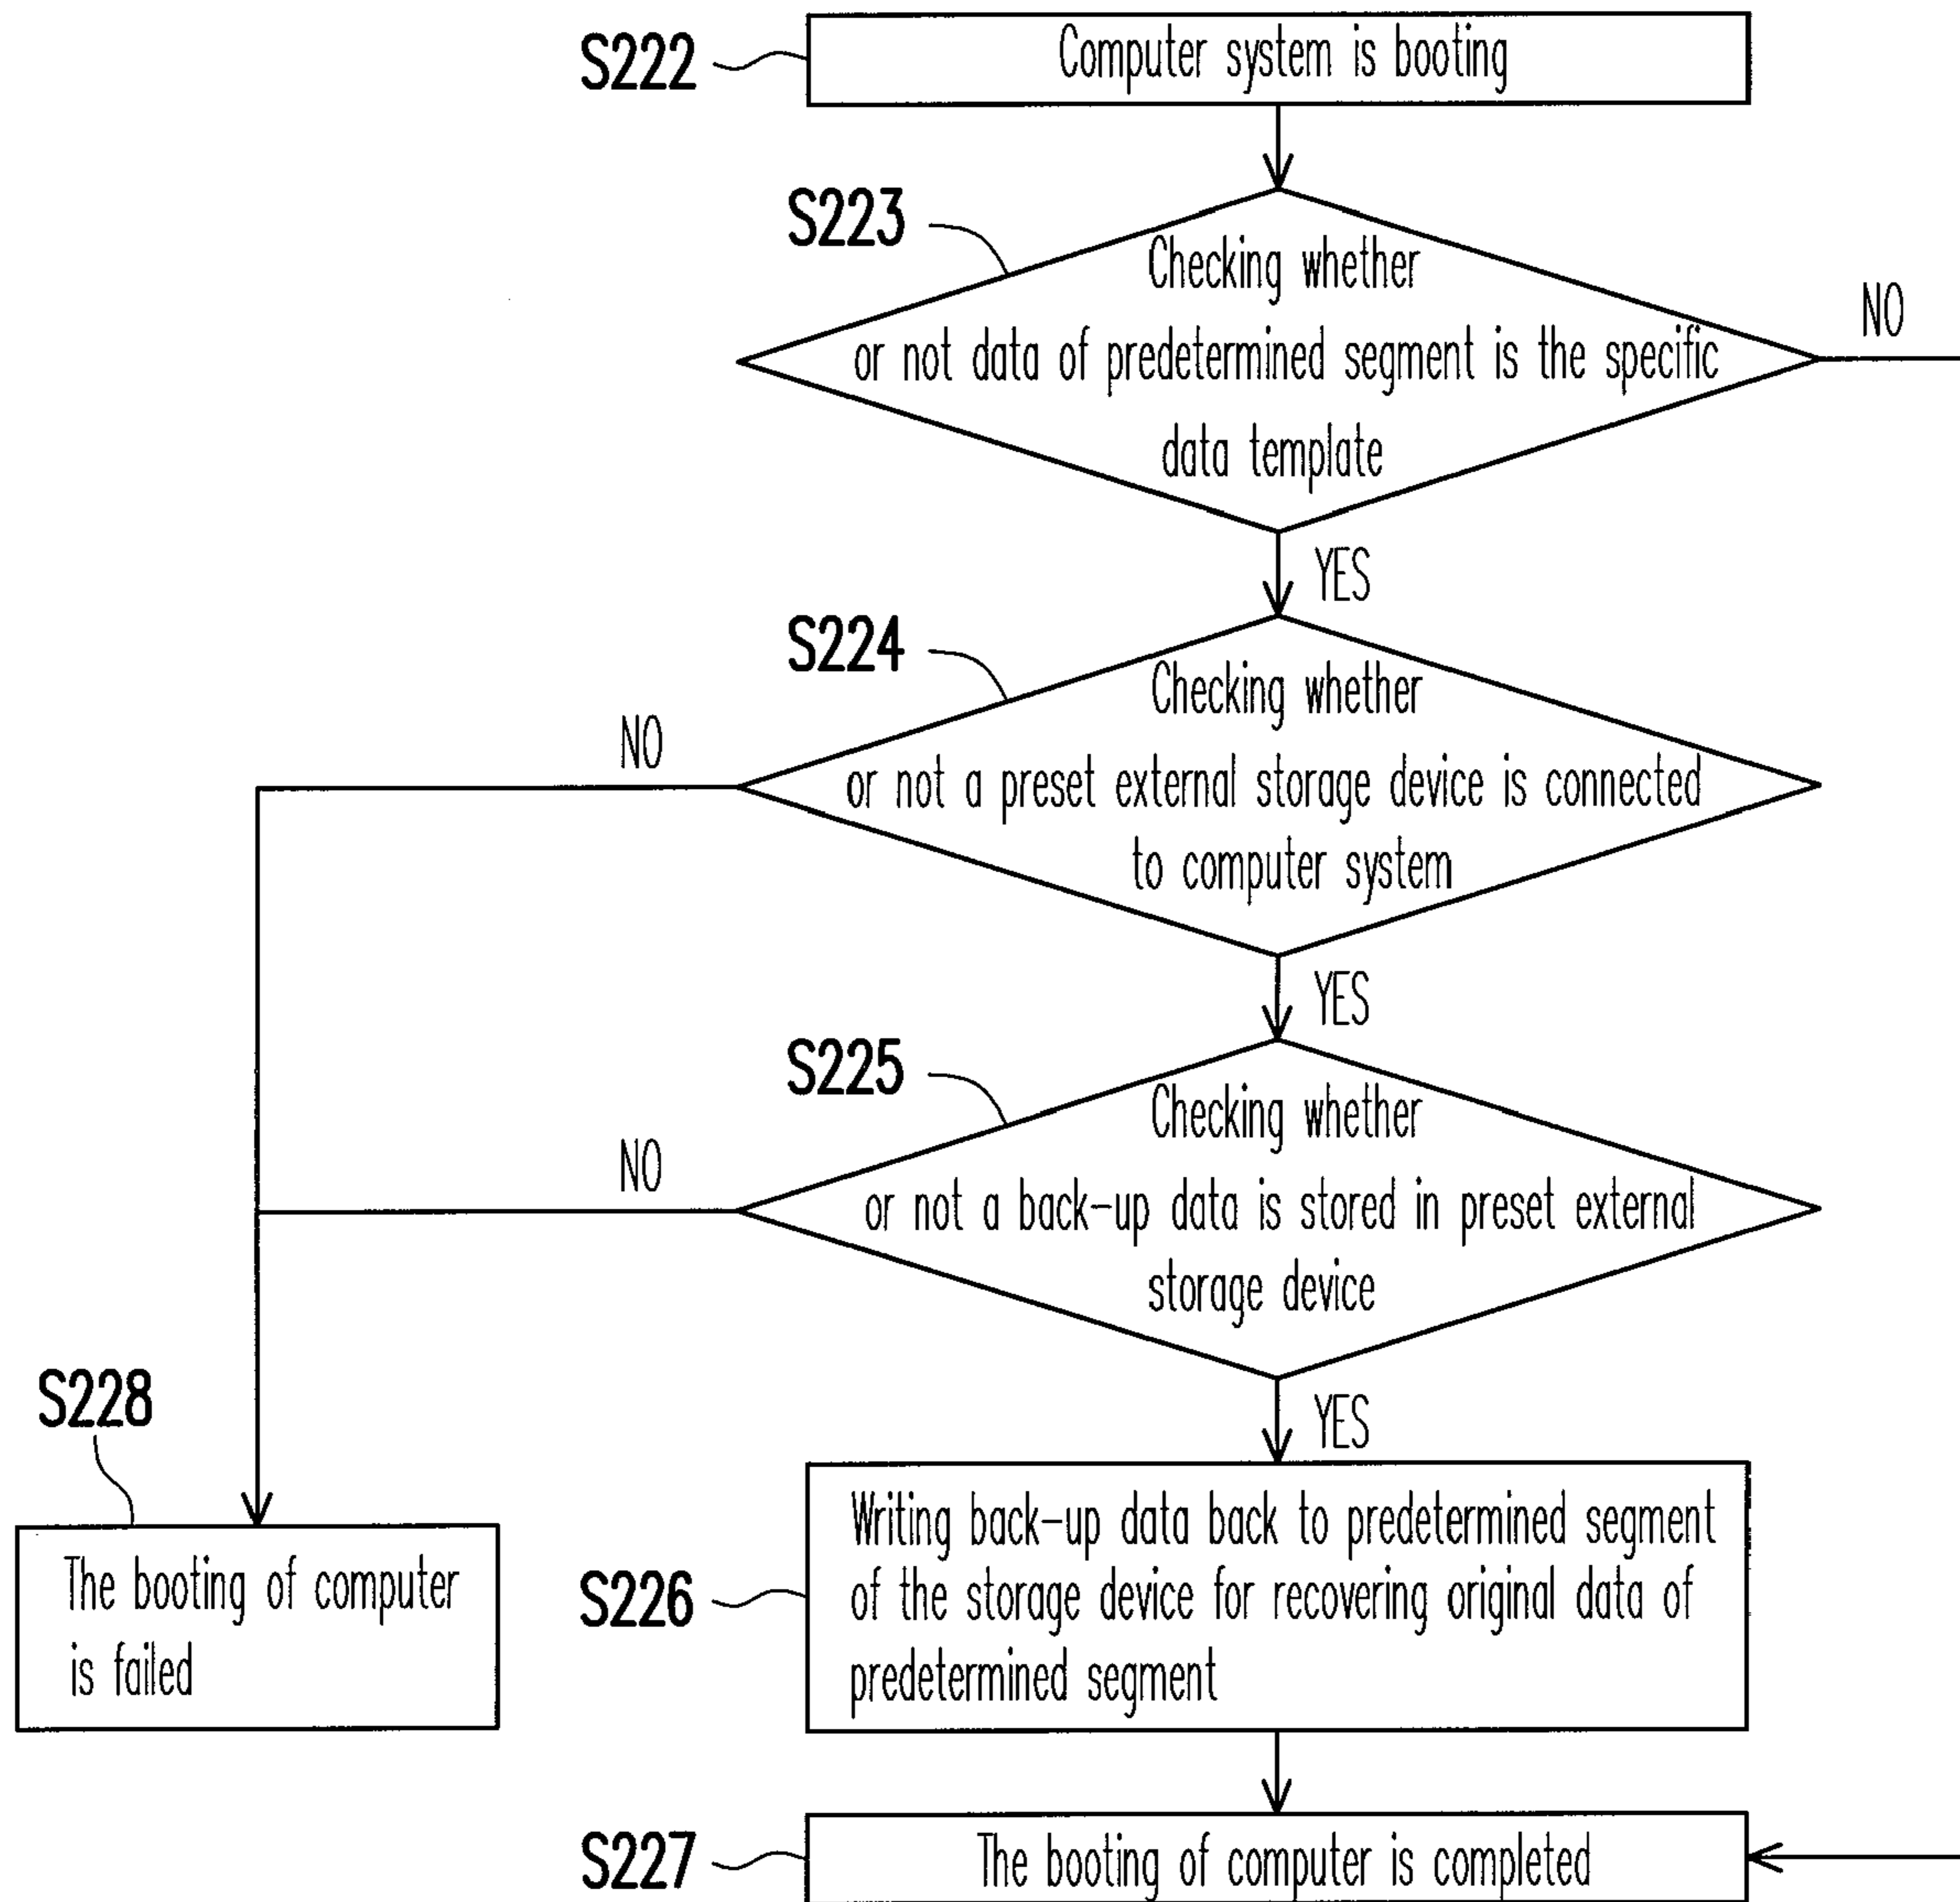 S222
Computer system is booting
S223
Checking whether
or not data of predetermined segment is the specific
data template
NO
YES
S224
Checking whether
or not a preset external storage device is connected
to computer system
NO
YES
S225
Checking whether
or not a back-up data is stored in preset external
storage device
NO
YES
S228
The booting of computer
is failed
S226
Writing back-up data back to predetermined segment
of the storage device for recovering original data of
predetermined segment
S227
The booting of computer is completed